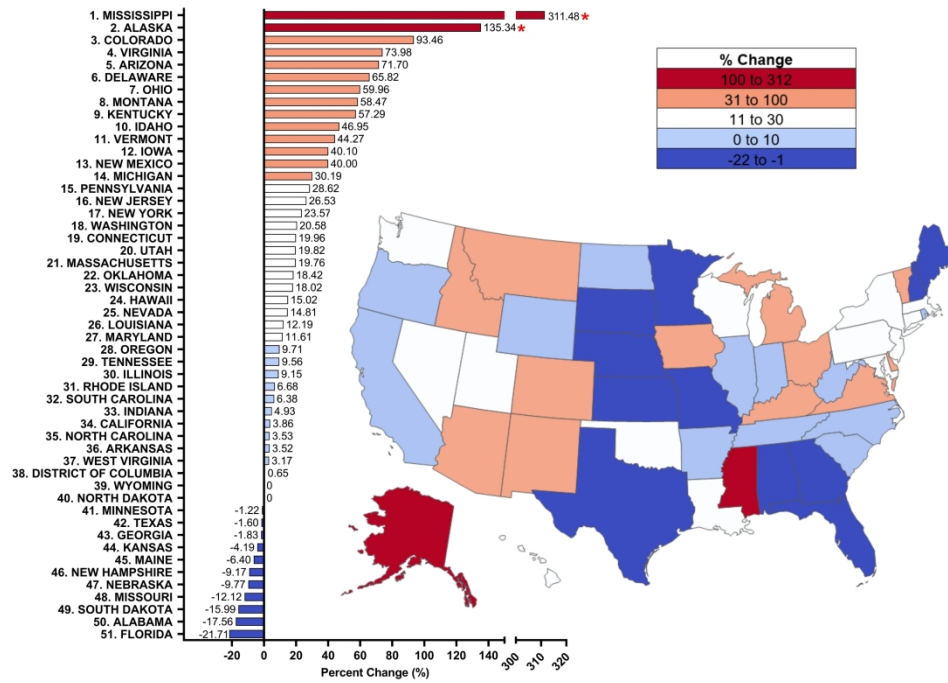 1. MISSISSIPPI 311.48 *
2. ALASKA 135.34 *
3. COLORADO 93.46
4. VIRGINIA 73.98
5. ARIZONA 71.70
6. DELAWARE 65.82
7. OHIO 59.96
8. MONTANA 58.47
9. KENTUCKY 57.29
10. IDAHO 46.95
11. VERMONT 44.27
12. IOWA 40.10
13. NEW MEXICO 40.00
14. MICHIGAN 30.19
15. PENNSYLVANIA 28.62
16. NEW JERSEY 26.53
17. NEW YORK 23.57
18. WASHINGTON 20.58
19. CONNECTICUT 19.96
20. UTAH 19.82
21. MASSACHUSETTS 19.76
22. OKLAHOMA 18.42
23. WISCONSIN 18.02
24. HAWAII 15.02
25. NEVADA 14.81
26. LOUISIANA 12.19
27. MARYLAND 11.61
28. OREGON 9.71
29. TENNESSEE 9.56
30. ILLINOIS 9.15
31. RHODE ISLAND 6.68
32. SOUTH CAROLINA 6.38
33. INDIANA 4.93
34. CALIFORNIA 3.86
35. NORTH CAROLINA 3.53
36. ARKANSAS 3.52
37. WEST VIRGINIA 3.17
38. DISTRICT OF COLUMBIA 0.65
39. WYOMING 0
40. NORTH DAKOTA 0
41. MINNESOTA -1.22
42. TEXAS -1.60
43. GEORGIA -1.83
44. KANSAS -4.19
45. MAINE -6.40
46. NEW HAMPSHIRE -9.17
47. NEBRASKA -9.77
48. MISSOURI -12.12
49. SOUTH DAKOTA -15.99
50. ALABAMA -17.56
51. FLORIDA -21.71
-20 0 20 40 60 80 100 120 140 300 310 320
Percent Change (%)
% Change
100 to 312
31 to 100
11 to 30
0 to 10
-22 to -1